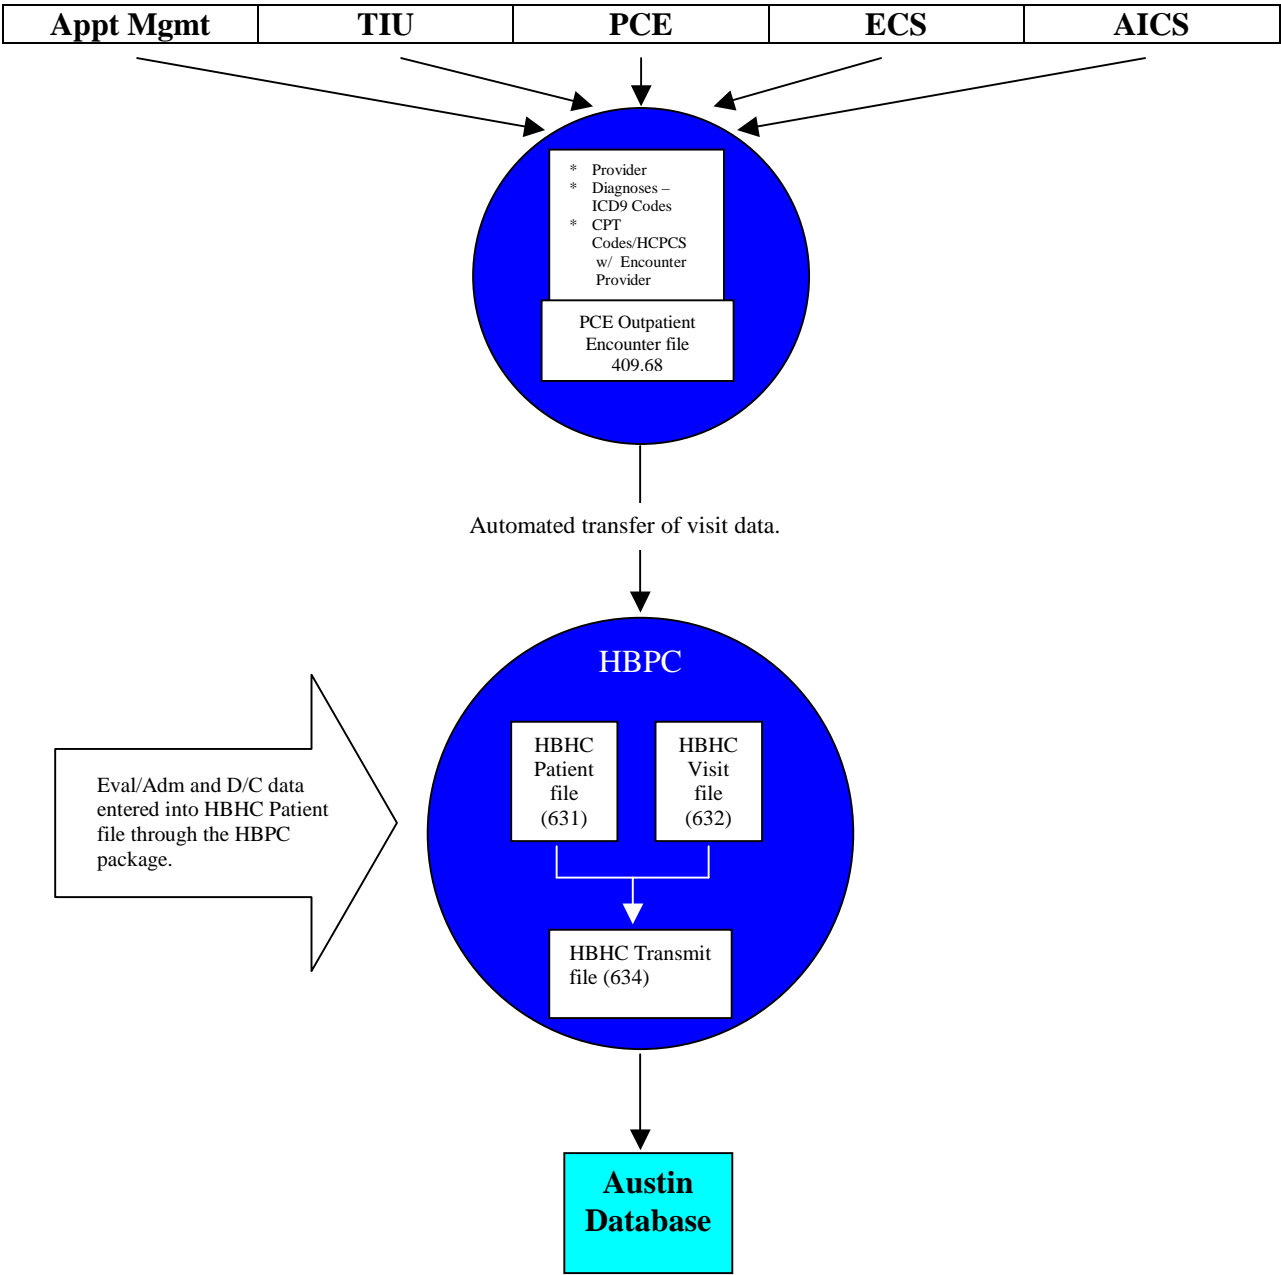 Appt Mgmt TIU PCE ECS AICS
* Provider
* Diagnoses –
ICD9 Codes
* CPT
Codes/HCPCS
w/ Encounter
Provider
PCE Outpatient
Encounter file
409.68
Automated transfer of visit data.
HBPC
HBHC
Patient
file
(631)
HBHC
Visit
file
(632)
Eval/Adm and D/C data
entered into HBHC Patient
file through the HBPC
package.
HBHC Transmit
file (634)
Austin
Database